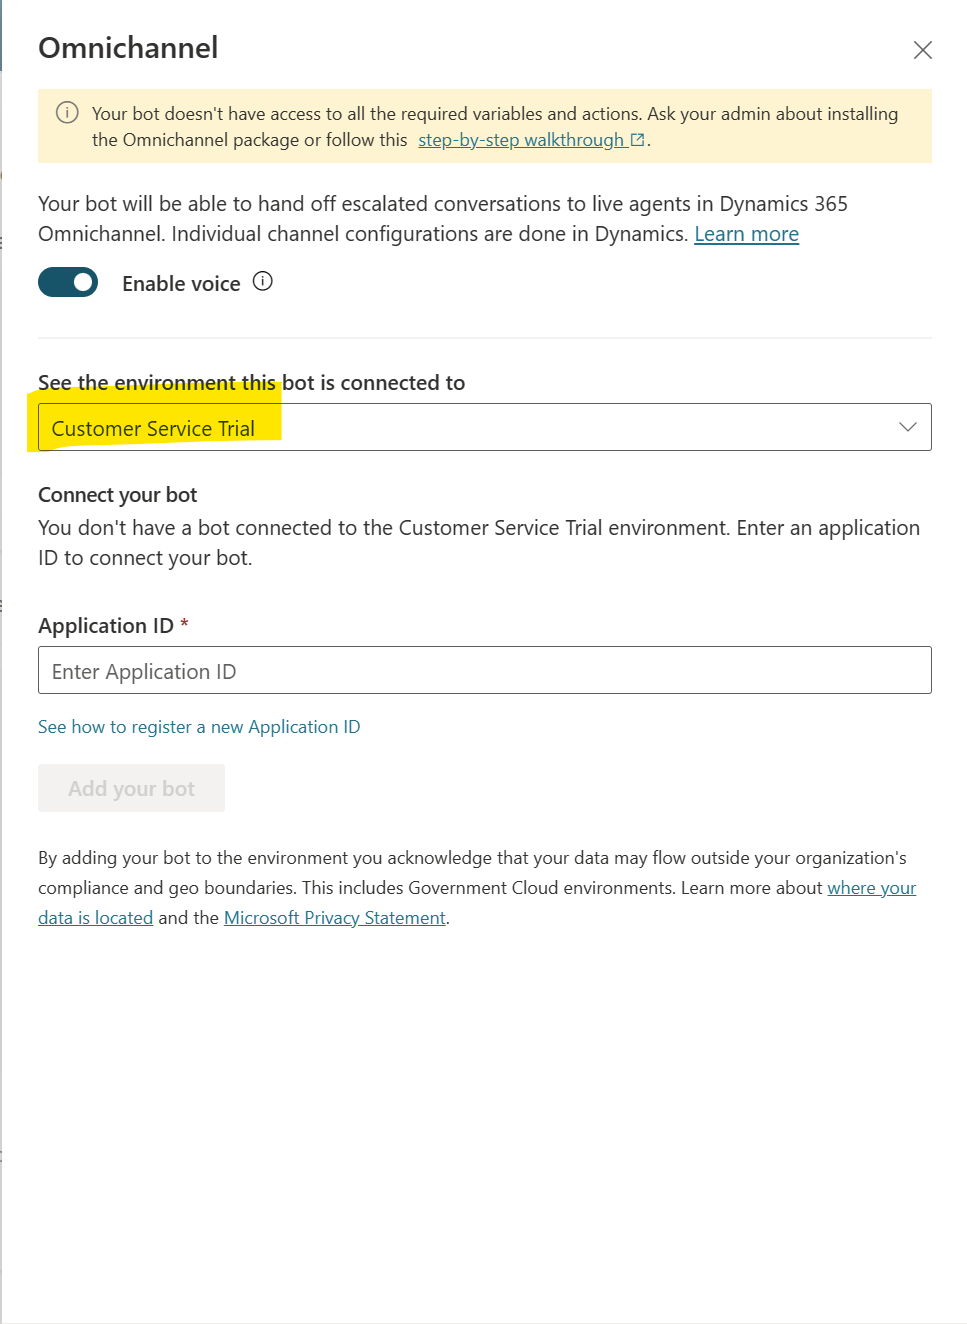 Omnichannel
Your bot doesn't have access to all the required variables and actions. Ask your admin about installing
the Omnichannel package or follow this step-by-step walkthrough.
Your bot will be able to hand off escalated conversations to live agents in Dynamics 365
Omnichannel. Individual channel configurations are done in Dynamics. Learn more
Enable voice
See the environment this bot is connected to
Customer Service Trial
Connect your bot
You don't have a bot connected to the Customer Service Trial environment. Enter an application
ID to connect your bot.
Application ID *
Enter Application ID
See how to register a new Application ID
Add your bot
By adding your bot to the environment you acknowledge that your data may flow outside your organization's
compliance and geo boundaries. This includes Government Cloud environments. Learn more about where your
data is located and the Microsoft Privacy Statement.